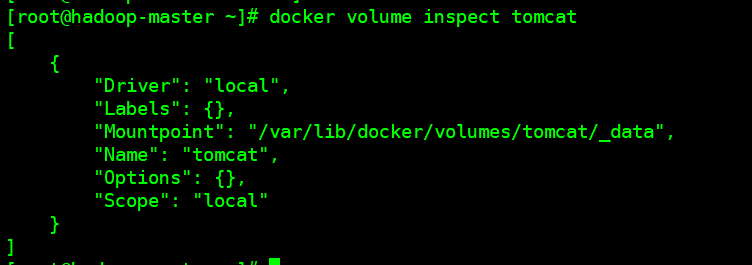 [root@hadoop-master ~]# docker volume inspect tomcat
[
    {
        "Driver": "local",
        "Labels": {},
        "Mountpoint": "/var/lib/docker/volumes/tomcat/_data",
        "Name": "tomcat",
        "Options": {},
        "Scope": "local"
    }
]